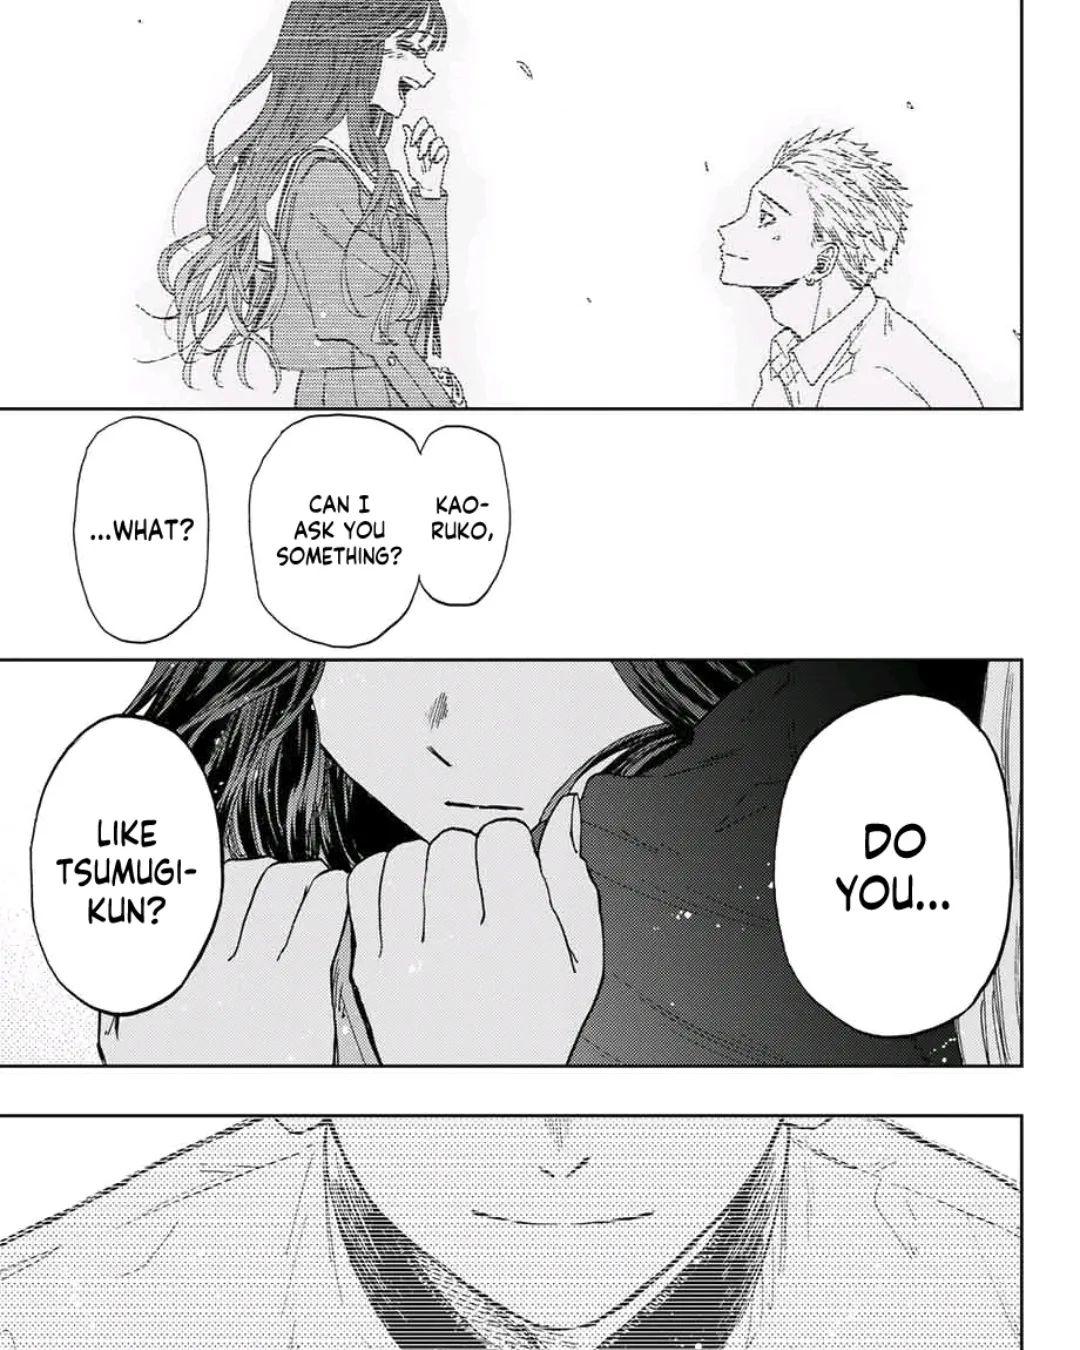 KAO-
RUKO,
CAN I
ASK YOU
SOMETHING?
...WHAT?
DO
YOU...
LIKE
TSUMUGI-
KUN?